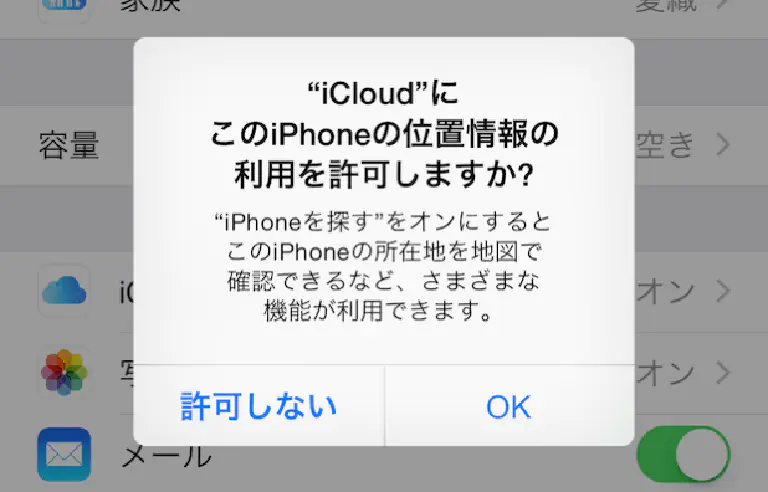 家族
夏織
“iCloud”に
このiPhoneの位置情報の
利用を許可しますか?
容量
空き
“iPhoneを探す”をオンにすると
このiPhoneの所在地を地図で
確認できるなど、さまざまな
機能が利用できます。
オン
オン
許可しない
OK
メール